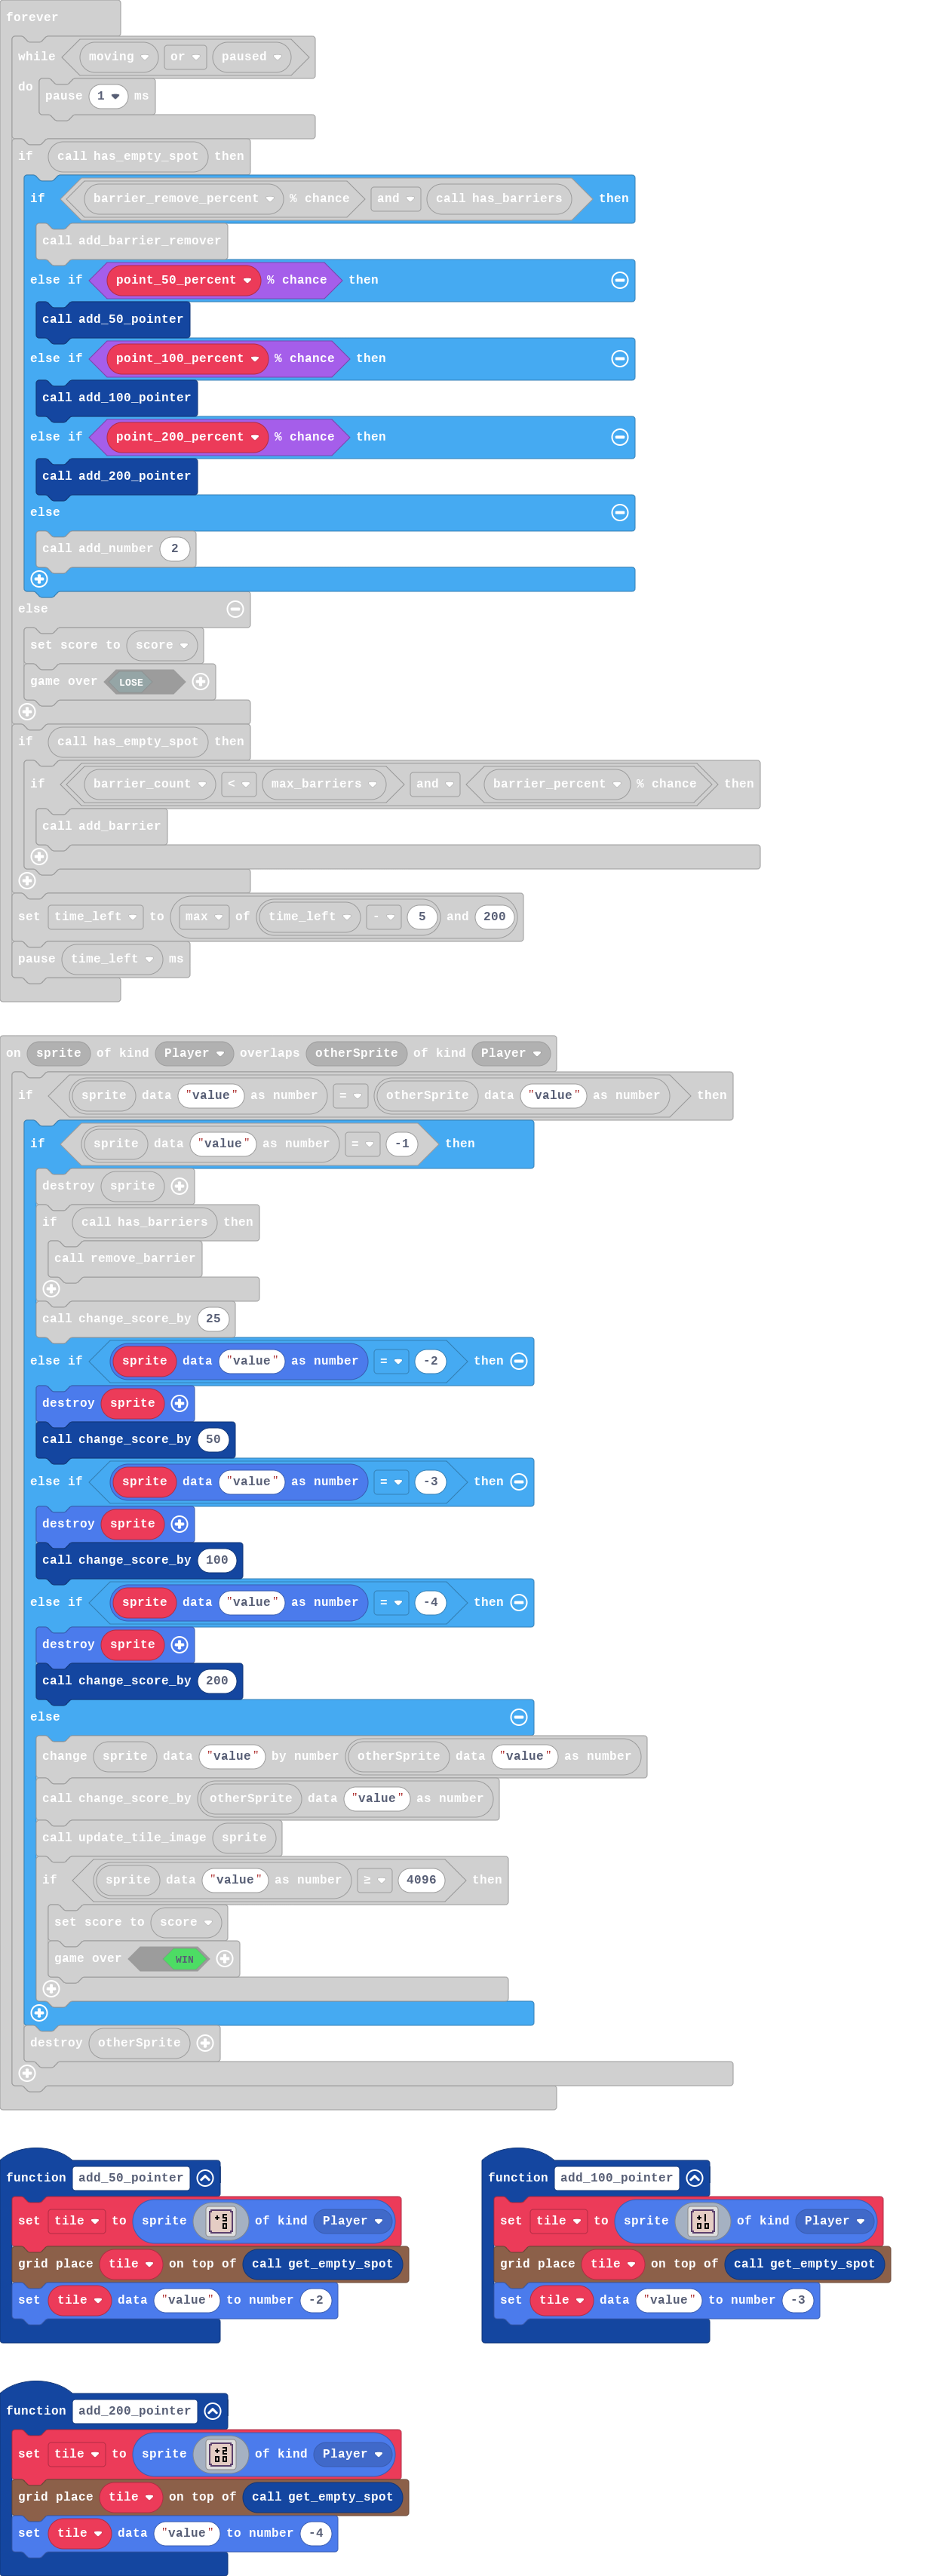 forever
while moving or paused
do pause 1 ms
if call has_empty_spot then
if barrier_remove_percent % chance and call has_barriers then
call add_barrier_remover
else if point_50_percent % chance then
call add_50_pointer
else if point_100_percent % chance then
call add_100_pointer
else if point_200_percent % chance then
call add_200_pointer
else
call add_number 2
else
set score to score
game over LOSE
if call has_empty_spot then
if barrier_count < max_barriers and barrier_percent % chance then
call add_barrier
set time_left to max of time_left - 5 and 200
pause time_left ms
on sprite of kind Player overlaps otherSprite of kind Player
if sprite data "value" as number = otherSprite data "value" as number then
if sprite data "value" as number = -1 then
destroy sprite
if call has_barriers then
call remove_barrier
call change_score_by 25
else if sprite data "value" as number = -2 then
destroy sprite
call change_score_by 50
else if sprite data "value" as number = -3 then
destroy sprite
call change_score_by 100
else if sprite data "value" as number = -4 then
destroy sprite
call change_score_by 200
else
change sprite data "value" by number otherSprite data "value" as number
call change_score_by otherSprite data "value" as number
call update_tile_image sprite
if sprite data "value" as number ≥ 4096 then
set score to score
game over WIN
destroy otherSprite
function add_50_pointer
set tile to sprite +50 of kind Player
grid place tile on top of call get_empty_spot
set tile data "value" to number -2
function add_100_pointer
set tile to sprite +100 of kind Player
grid place tile on top of call get_empty_spot
set tile data "value" to number -3
function add_200_pointer
set tile to sprite +200 of kind Player
grid place tile on top of call get_empty_spot
set tile data "value" to number -4